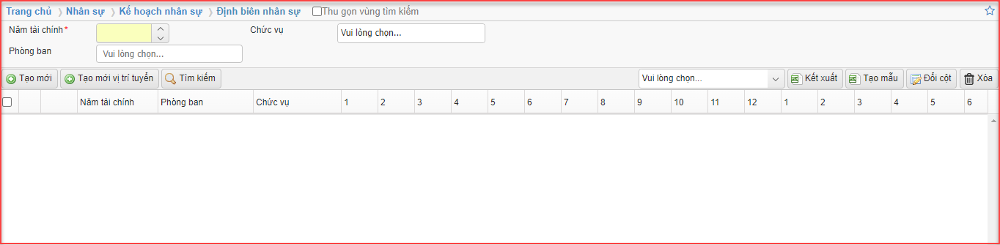 Trang chủ Nhân sự Kế hoạch nhân sự Định biên nhân sự Thu gọn vùng tìm kiếm
Năm tài chính* Chức vụ Vui lòng chọn...
Phòng ban Vui lòng chọn...
Tạo mới Tạo mới vị trí tuyển Tìm kiếm Vui lòng chọn... Kết xuất Tạo mẫu Đổi cột Xóa
Năm tài chính Phòng ban Chức vụ 1 2 3 4 5 6 7 8 9 10 11 12 1 2 3 4 5 6